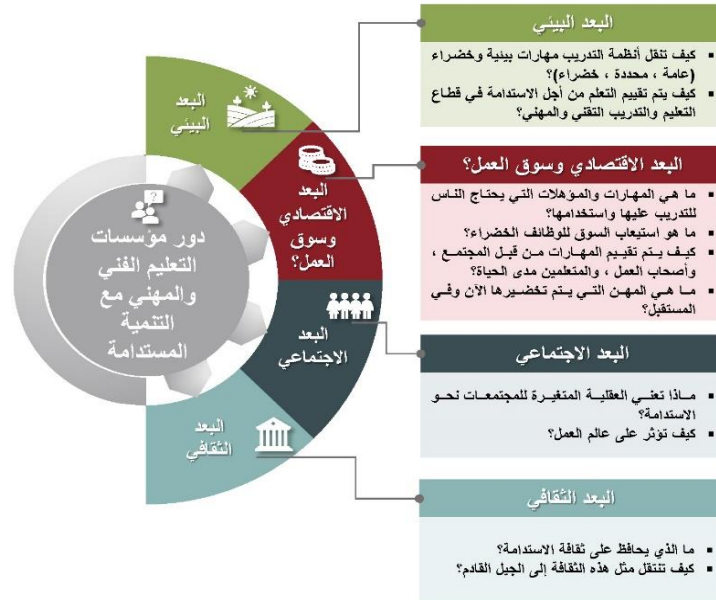 البعد البيئي
كيف تنقل أنظمة التدريب مهارات بيئية وخضراء
(عامة ، محددة ، خضراء)؟
كيف يتم تقييم التعلم من أجل الاستدامة في قطاع
التعليم والتدريب التقني والمهني؟
البعد الاقتصادي وسوق العمل؟
ما هي المهارات والمؤهلات التي يحتاج الناس
للتدريب عليها واستخدامها؟
ما هو استيعاب السوق للوظائف الخضراء؟
كيف يتم تقييم المهارات من قبل المجتمع ،
وأصحاب العمل ، والمتعلمين مدى الحياة؟
ما هي المهن التي يتم تخضيرها الآن وفي
المستقبل؟
البعد الاجتماعي
ماذا تعني العقلية المتغيرة للمجتمعات نحو
الاستدامة؟
كيف تؤثر على عالم العمل؟
البعد الثقافي
ما الذي يحافظ على ثقافة الاستدامة؟
كيف تنتقل مثل هذه الثقافة إلى الجيل القادم؟
البعد
البيئي
البعد
الاقتصادي
وسوق
العمل؟
البعد
الاجتماعي
البعد
الثقافي
دور مؤسسات
التعليم الفني
والمهني مع
التنمية
المستدامة